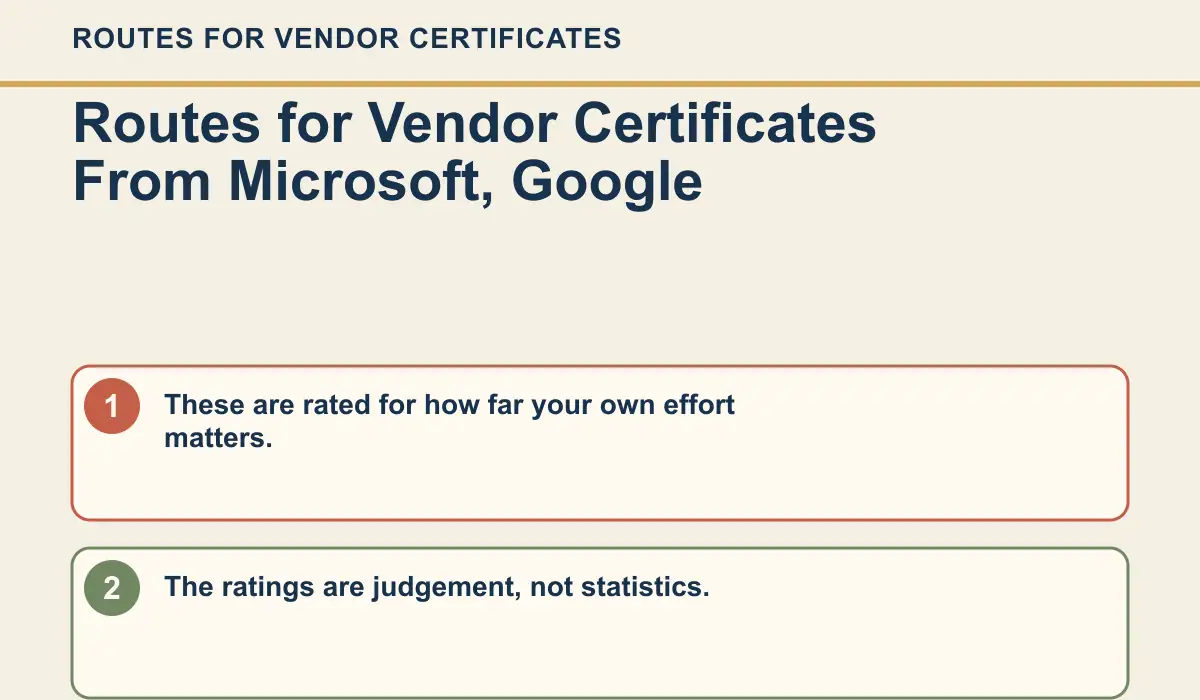 ROUTES FOR VENDOR CERTIFICATES
Routes for Vendor Certificates
From Microsoft, Google
1
These are rated for how far your own effort
matters.
2
The ratings are judgement, not statistics.